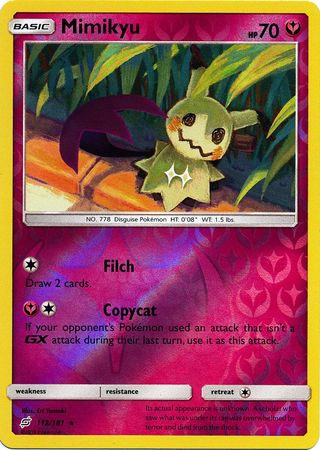 BASIC
Mimikyu HP70
NO. 778 Disguise Pokémon HT: 0'08" WT: 1.5 lbs.
Filch
Draw 2 cards.
Copycat
If your opponent's Pokémon used an attack that isn't a
GX attack during their last turn, use it as this attack.
weakness resistance retreat
Illus.
Its actual appearance is unknown. A scholar who
saw what was under its rag was overwhelmed by
terror and died from the shock.
112/181